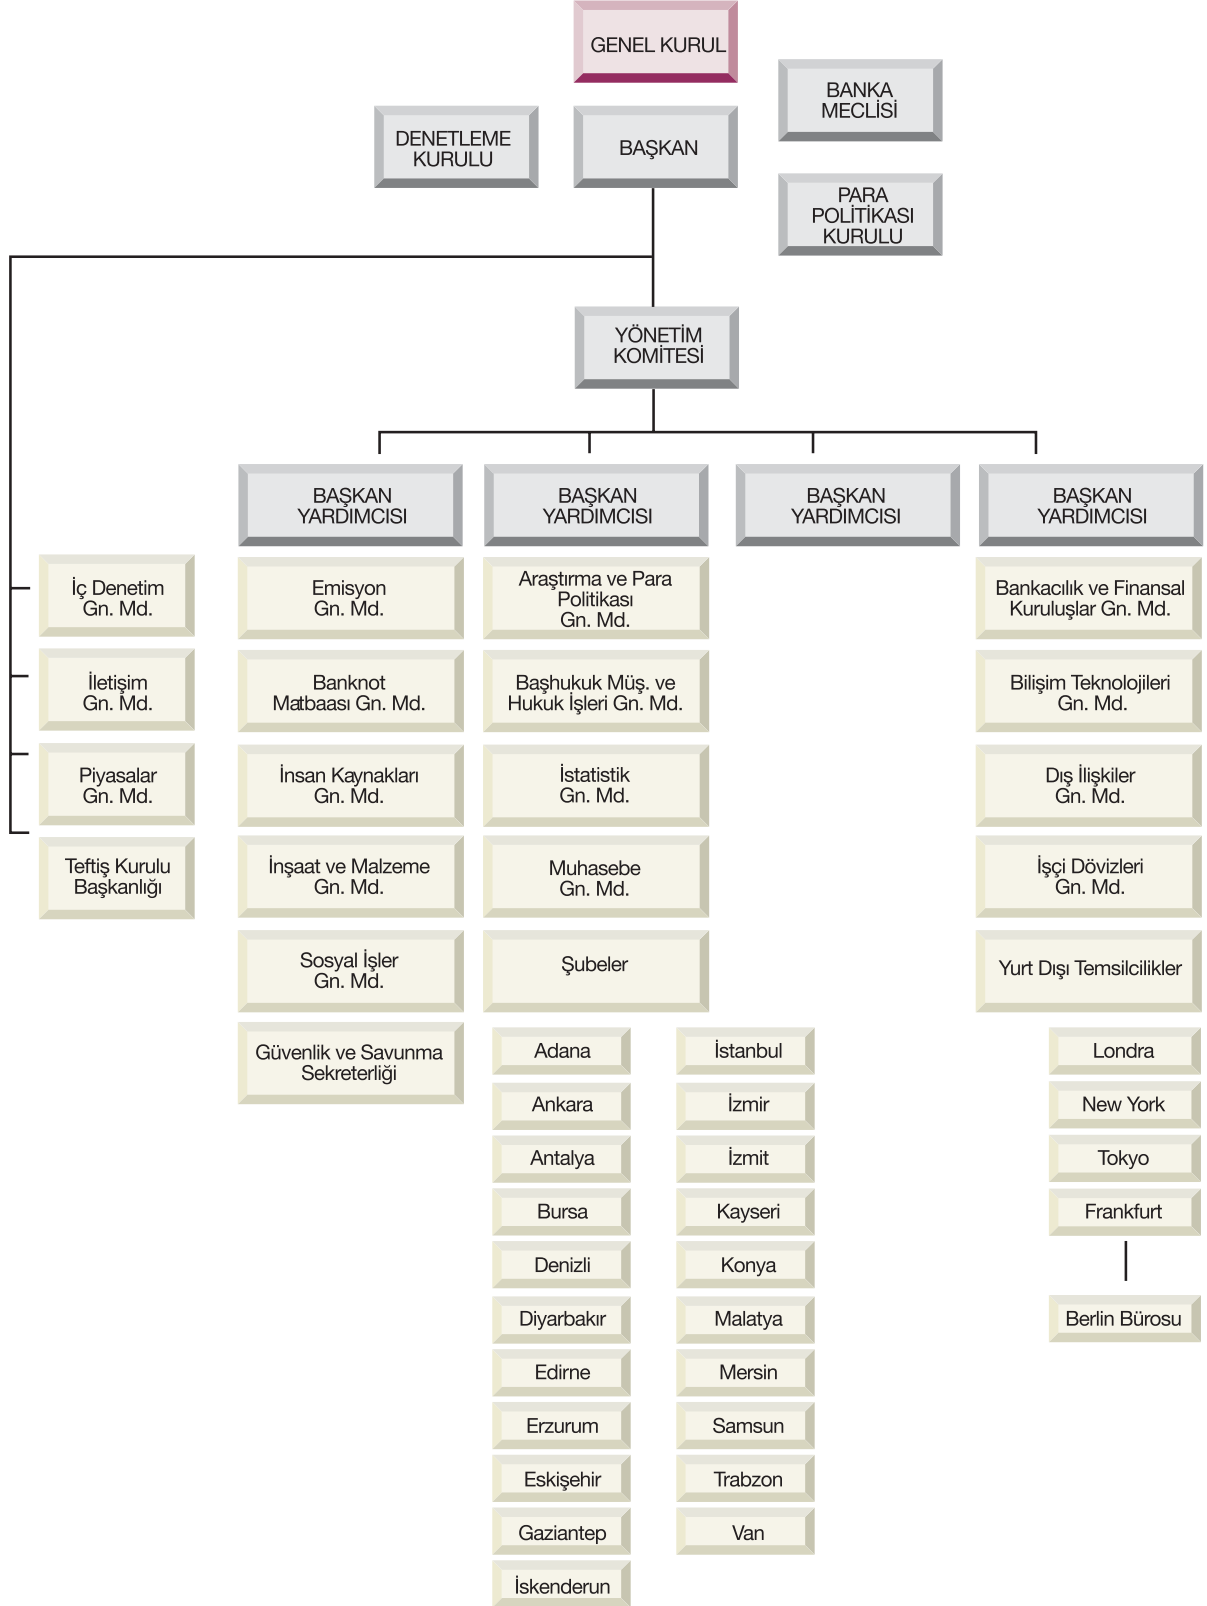 GENEL KURUL
BANKA
MECLİSİ
DENETLEME
KURULU
BAŞKAN
PARA
POLİTİKASI
KURULU
YÖNETİM
KOMİTESİ
BAŞKAN
YARDIMCISI
BAŞKAN
YARDIMCISI
BAŞKAN
YARDIMCISI
BAŞKAN
YARDIMCISI
İç Denetim
Gn. Md.
İletişim
Gn. Md.
Piyasalar
Gn. Md.
Teftiş Kurulu
Başkanlığı
Emisyon
Gn. Md.
Banknot
Matbaası Gn. Md.
İnsan Kaynakları
Gn. Md.
İnşaat ve Malzeme
Gn. Md.
Sosyal İşler
Gn. Md.
Güvenlik ve Savunma
Sekreterliği
Araştırma ve Para
Politikası
Gn. Md.
Başhukuk Müş. ve
Hukuk İşleri Gn. Md.
İstatistik
Gn. Md.
Muhasebe
Gn. Md.
Şubeler
Adana
Ankara
Antalya
Bursa
Denizli
Diyarbakır
Edirne
Erzurum
Eskişehir
Gaziantep
İskenderun
İstanbul
İzmir
İzmit
Kayseri
Konya
Malatya
Mersin
Samsun
Trabzon
Van
Bankacılık ve Finansal
Kuruluşlar Gn. Md.
Bilişim Teknolojileri
Gn. Md.
Dış İlişkiler
Gn. Md.
İşçi Dövizleri
Gn. Md.
Yurt Dışı Temsilcilikler
Londra
New York
Tokyo
Frankfurt
Berlin Bürosu